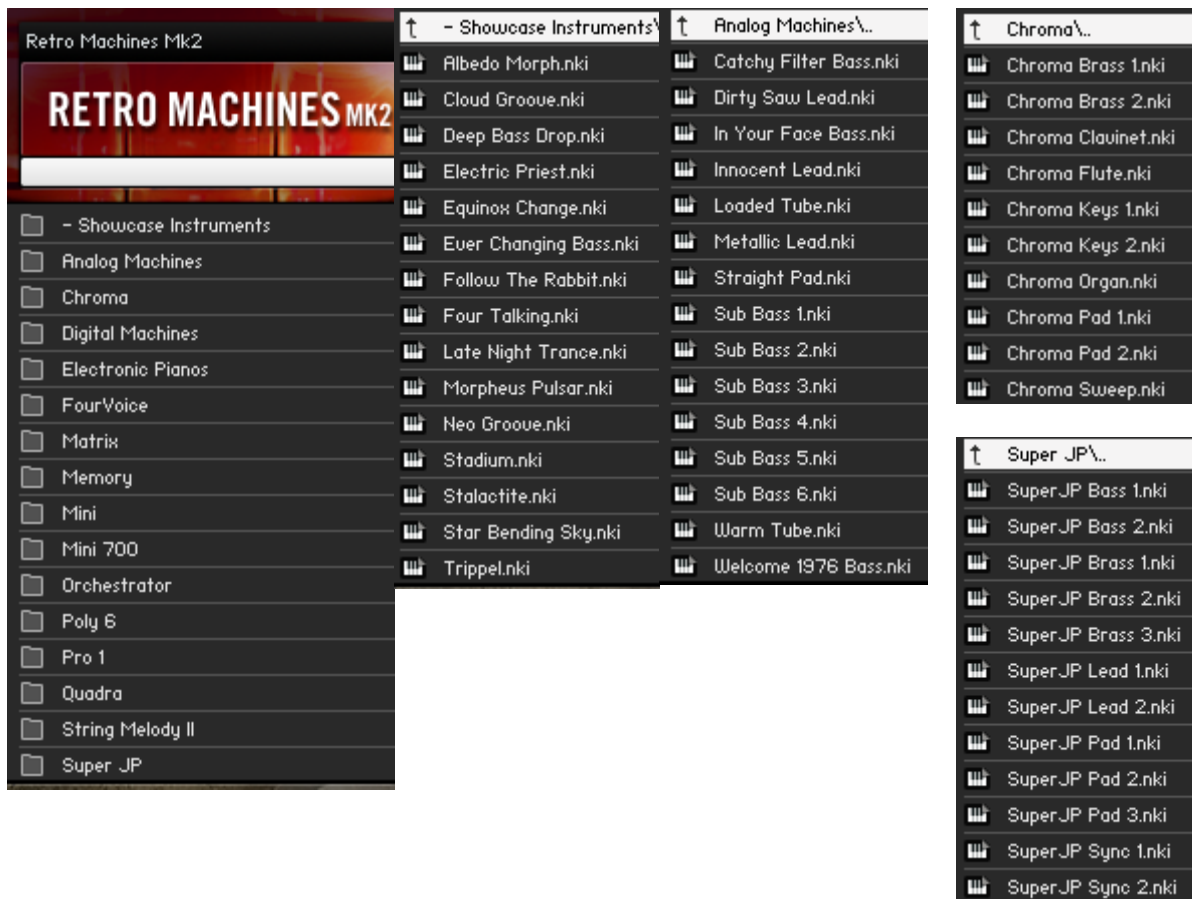 Retro Machines Mk2
RETRO MACHINES MK2
- Showcase Instruments
Analog Machines
Chroma
Digital Machines
Electronic Pianos
FourVoice
Matrix
Memory
Mini
Mini 700
Orchestrator
Poly 6
Pro 1
Quadra
String Melody II
Super JP
- Showcase Instruments\
Albedo Morph.nki
Cloud Groove.nki
Deep Bass Drop.nki
Electric Priest.nki
Equinox Change.nki
Ever Changing Bass.nki
Follow The Rabbit.nki
Four Talking.nki
Late Night Trance.nki
Morpheus Pulsar.nki
Neo Groove.nki
Stadium.nki
Stalactite.nki
Star Bending Sky.nki
Trippel.nki
Analog Machines\..
Catchy Filter Bass.nki
Dirty Saw Lead.nki
In Your Face Bass.nki
Innocent Lead.nki
Loaded Tube.nki
Metallic Lead.nki
Straight Pad.nki
Sub Bass 1.nki
Sub Bass 2.nki
Sub Bass 3.nki
Sub Bass 4.nki
Sub Bass 5.nki
Sub Bass 6.nki
Warm Tube.nki
Welcome 1976 Bass.nki
Chroma\..
Chroma Brass 1.nki
Chroma Brass 2.nki
Chroma Clavinet.nki
Chroma Flute.nki
Chroma Keys 1.nki
Chroma Keys 2.nki
Chroma Organ.nki
Chroma Pad 1.nki
Chroma Pad 2.nki
Chroma Sweep.nki
Super JP\..
SuperJP Bass 1.nki
SuperJP Bass 2.nki
SuperJP Brass 1.nki
SuperJP Brass 2.nki
SuperJP Brass 3.nki
SuperJP Lead 1.nki
SuperJP Lead 2.nki
SuperJP Pad 1.nki
SuperJP Pad 2.nki
SuperJP Pad 3.nki
SuperJP Sync 1.nki
SuperJP Sync 2.nki